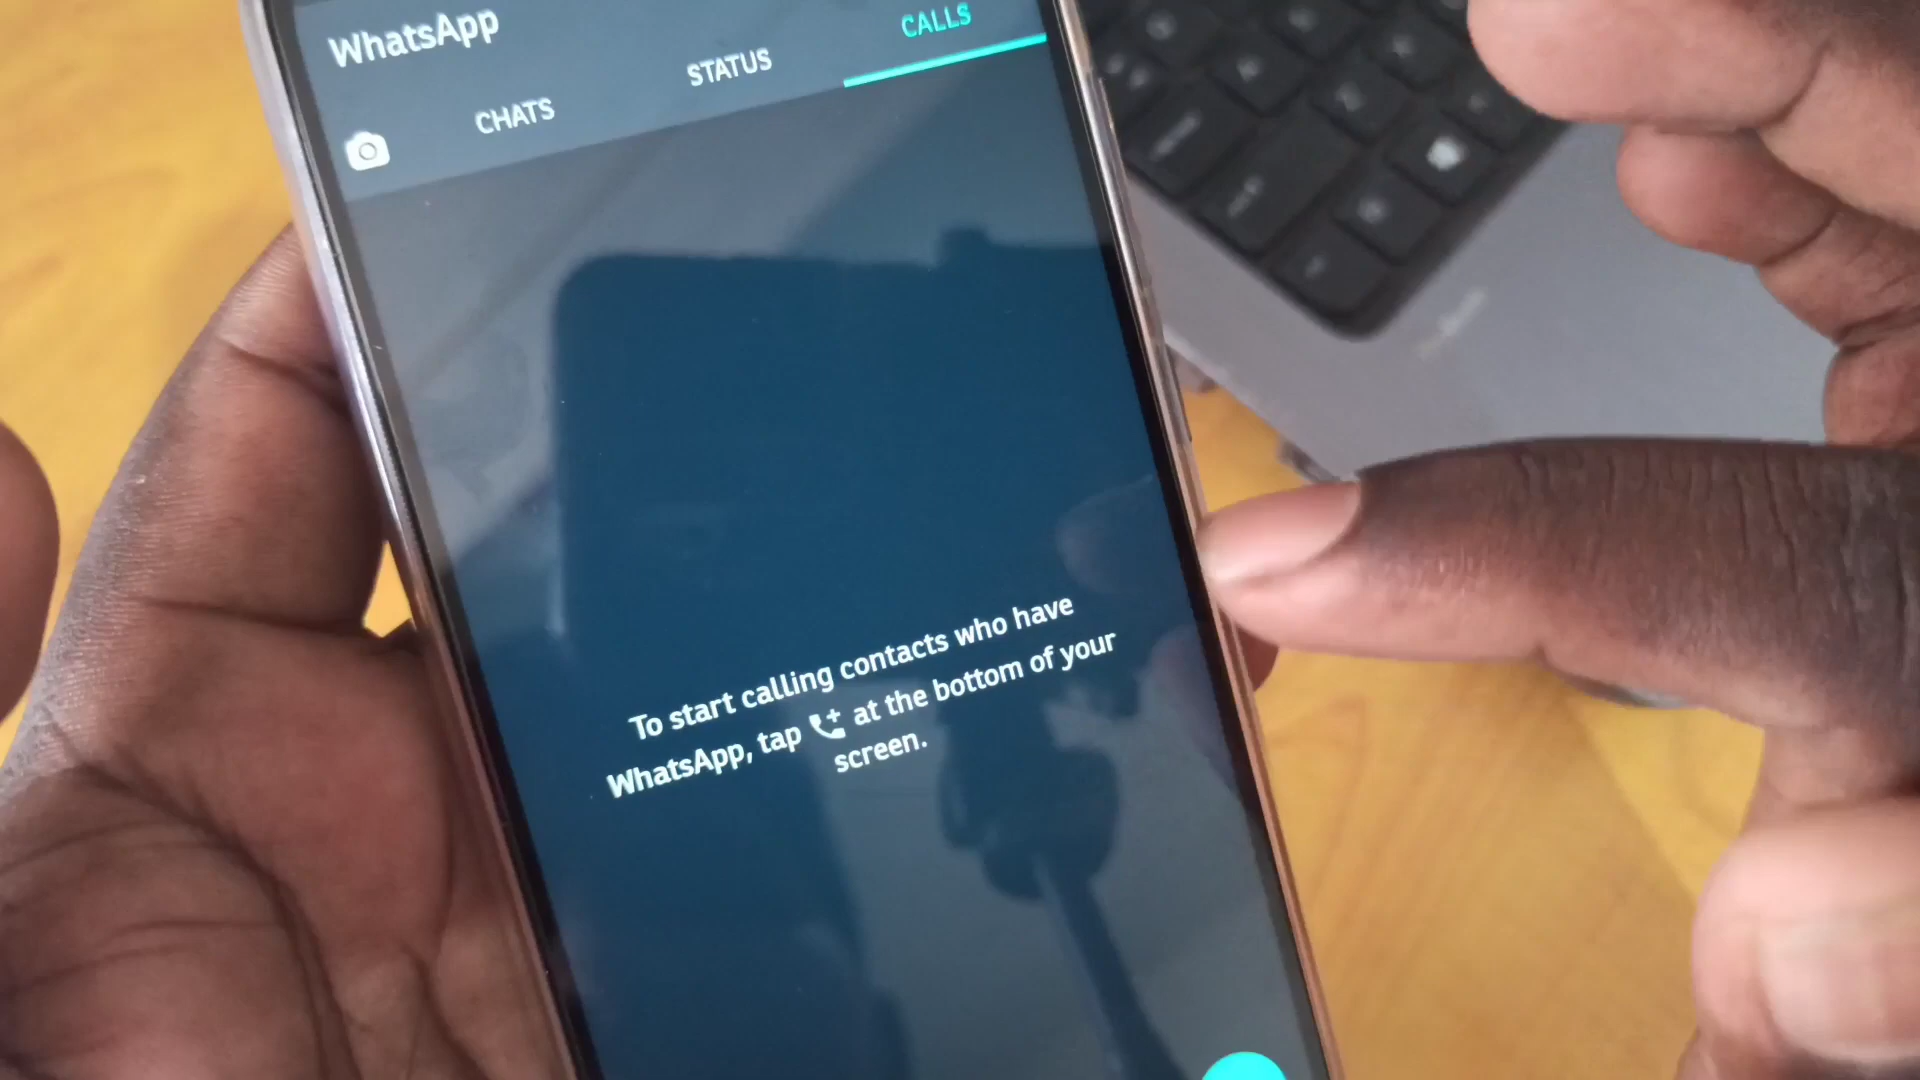 WhatsApp
CHATS
STATUS
CALLS
To start calling contacts who have
WhatsApp, tap at the bottom of your
screen.